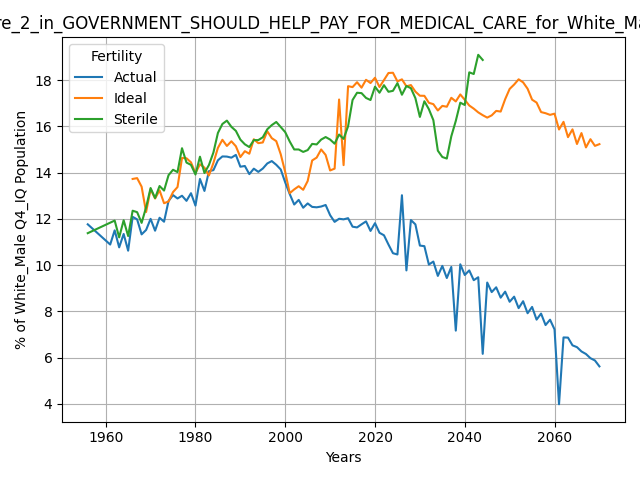 re_2_in_GOVERNMENT_SHOULD_HELP_PAY_FOR_MEDICAL_CARE_for_White_Ma
Fertility
Actual
Ideal
Sterile
% of White_Male Q4_IQ Population
18
16
14
12
10
8
6
4
1960
1980
2000
2020
2040
2060
Years